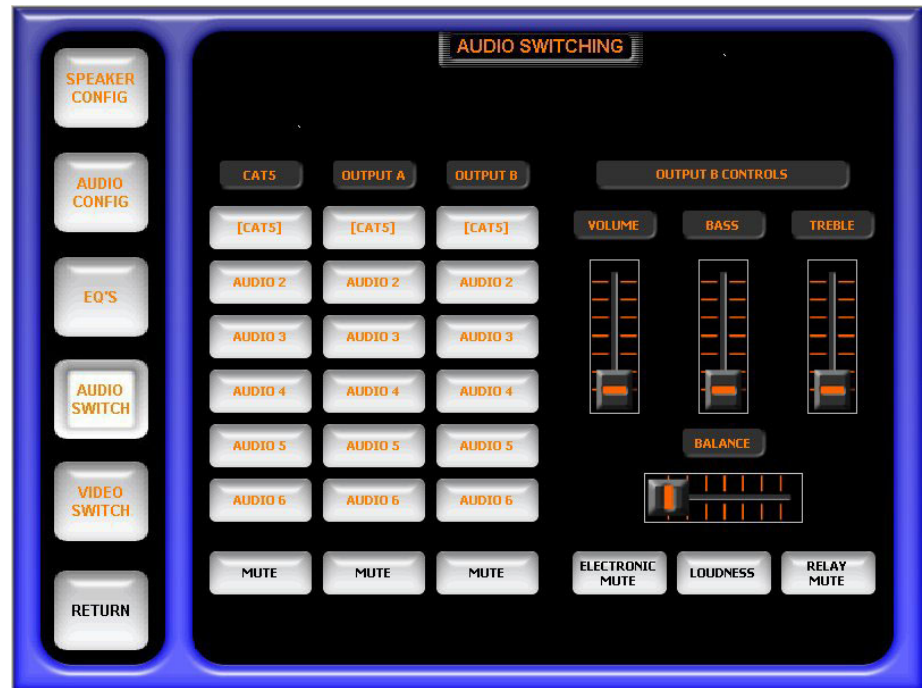 AUDIO SWITCHING
SPEAKER
CONFIG
AUDIO
CONFIG
EQ'S
AUDIO
SWITCH
VIDEO
SWITCH
RETURN
CAT5 OUTPUT A OUTPUT B
[CAT5] [CAT5] [CAT5]
AUDIO 2 AUDIO 2 AUDIO 2
AUDIO 3 AUDIO 3 AUDIO 3
AUDIO 4 AUDIO 4 AUDIO 4
AUDIO 5 AUDIO 5 AUDIO 5
AUDIO 6 AUDIO 6 AUDIO 6
MUTE MUTE MUTE
OUTPUT B CONTROLS
VOLUME BASS TREBLE
BALANCE
ELECTRONIC
MUTE
LOUDNESS
RELAY
MUTE